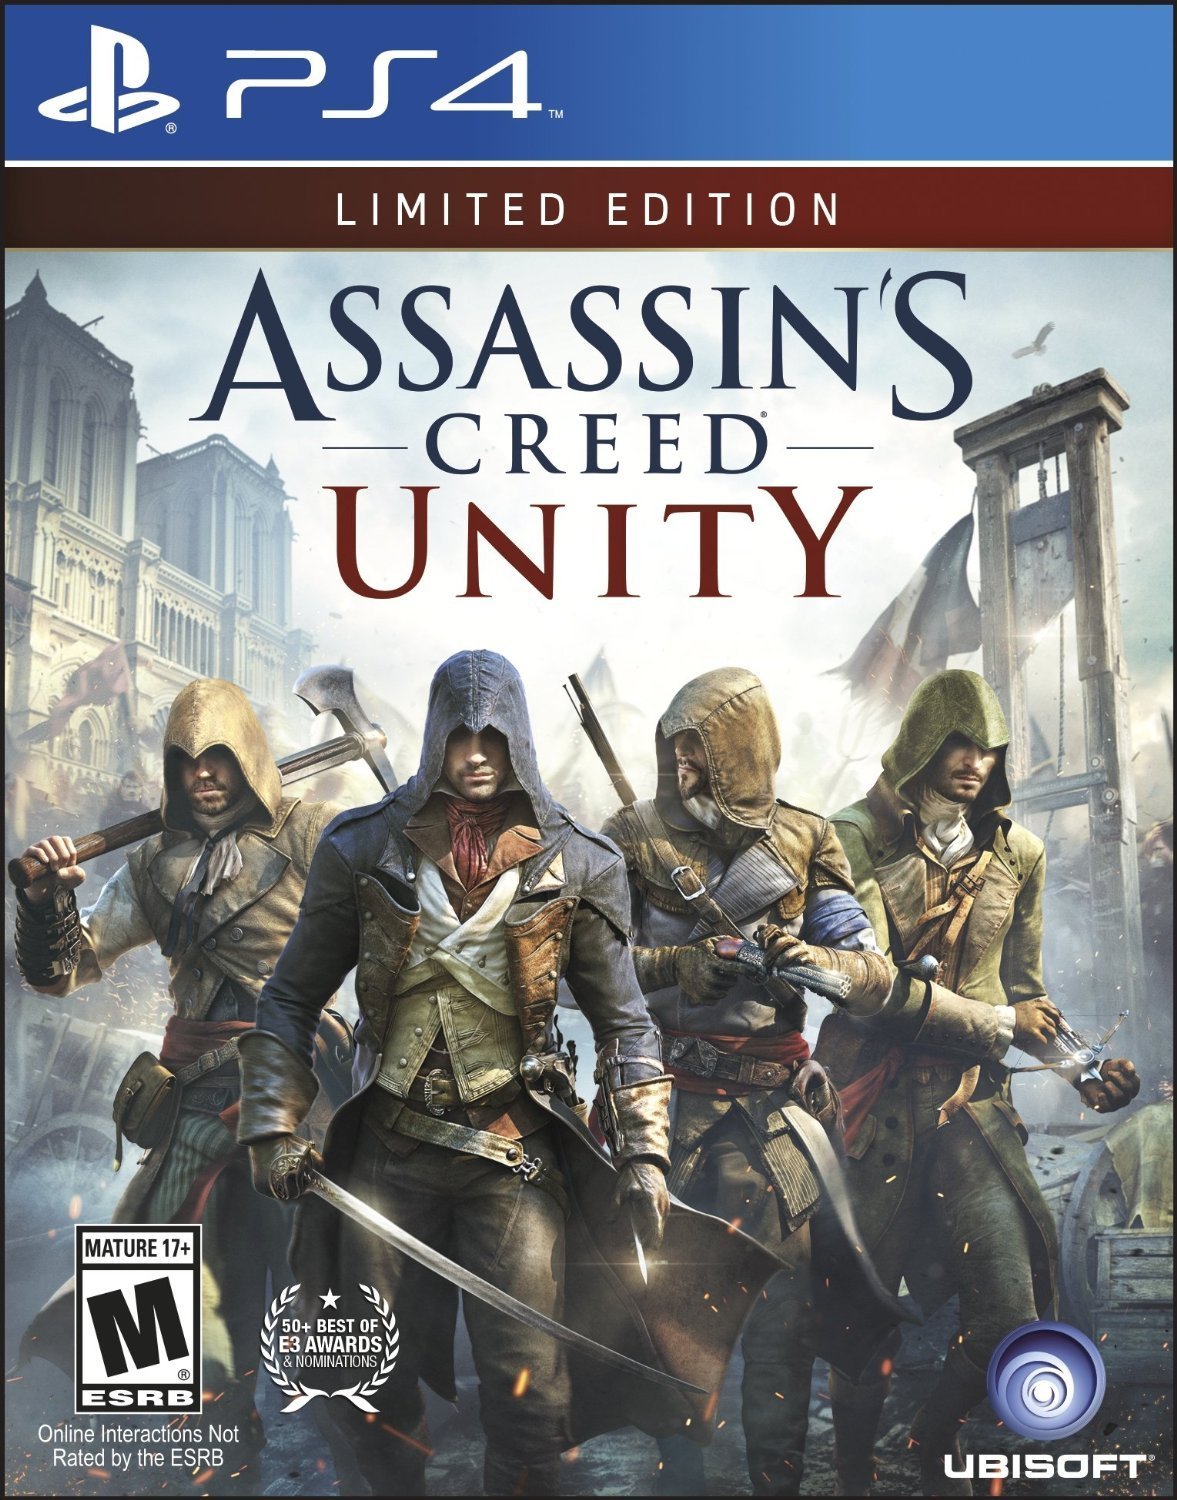 PS4™
LIMITED EDITION
ASSASSIN'S
CREED®
UNITY
MATURE 17+
M®
ESRB
Online Interactions Not
Rated by the ESRB
50+ BEST OF
E3 AWARDS
& NOMINATIONS
UBISOFT®